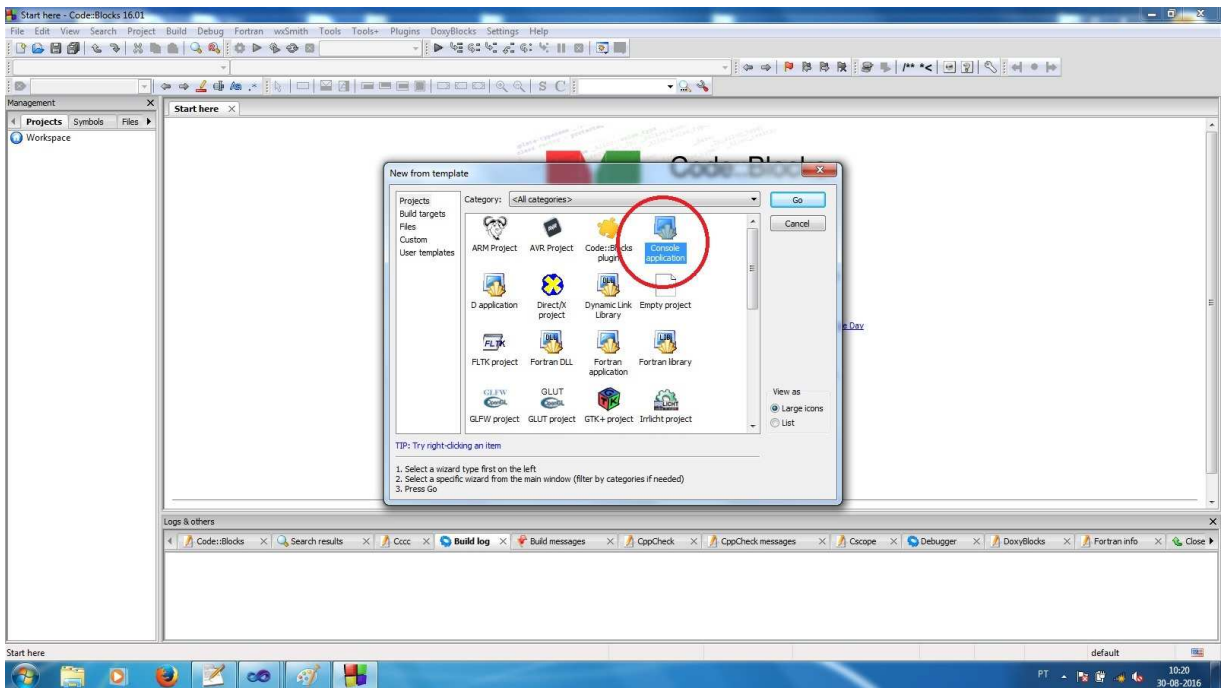 Start here - Code::Blocks 16.01
File Edit View Search Project Build Debug Fortran wxSmith Tools Tools+ Plugins DoxyBlocks Settings Help
/** *<
S C
Management
Projects Symbols Files
Workspace
Start here
Code::Block
New from template
Projects
Build targets
Files
Custom
User templates
Category: <All categories>
Go
Cancel
ARM Project
AVR Project
Code::Blocks plugin
Console application
D application
Direct/X project
Dynamic Link Library
Empty project
FLTK project
Fortran DLL
Fortran application
Fortran library
GLFW project
GLUT project
GTK+ project
Irrlicht project
View as
Large icons
List
TIP: Try right-clicking an item
1. Select a wizard type first on the left
2. Select a specific wizard from the main window (filter by categories if needed)
3. Press Go
e Day
Logs & others
Code::Blocks Search results Cccc Build log Build messages CppCheck CppCheck messages Cscope Debugger DoxyBlocks Fortran info Close
Start here
default
PT
10:20
30-08-2016